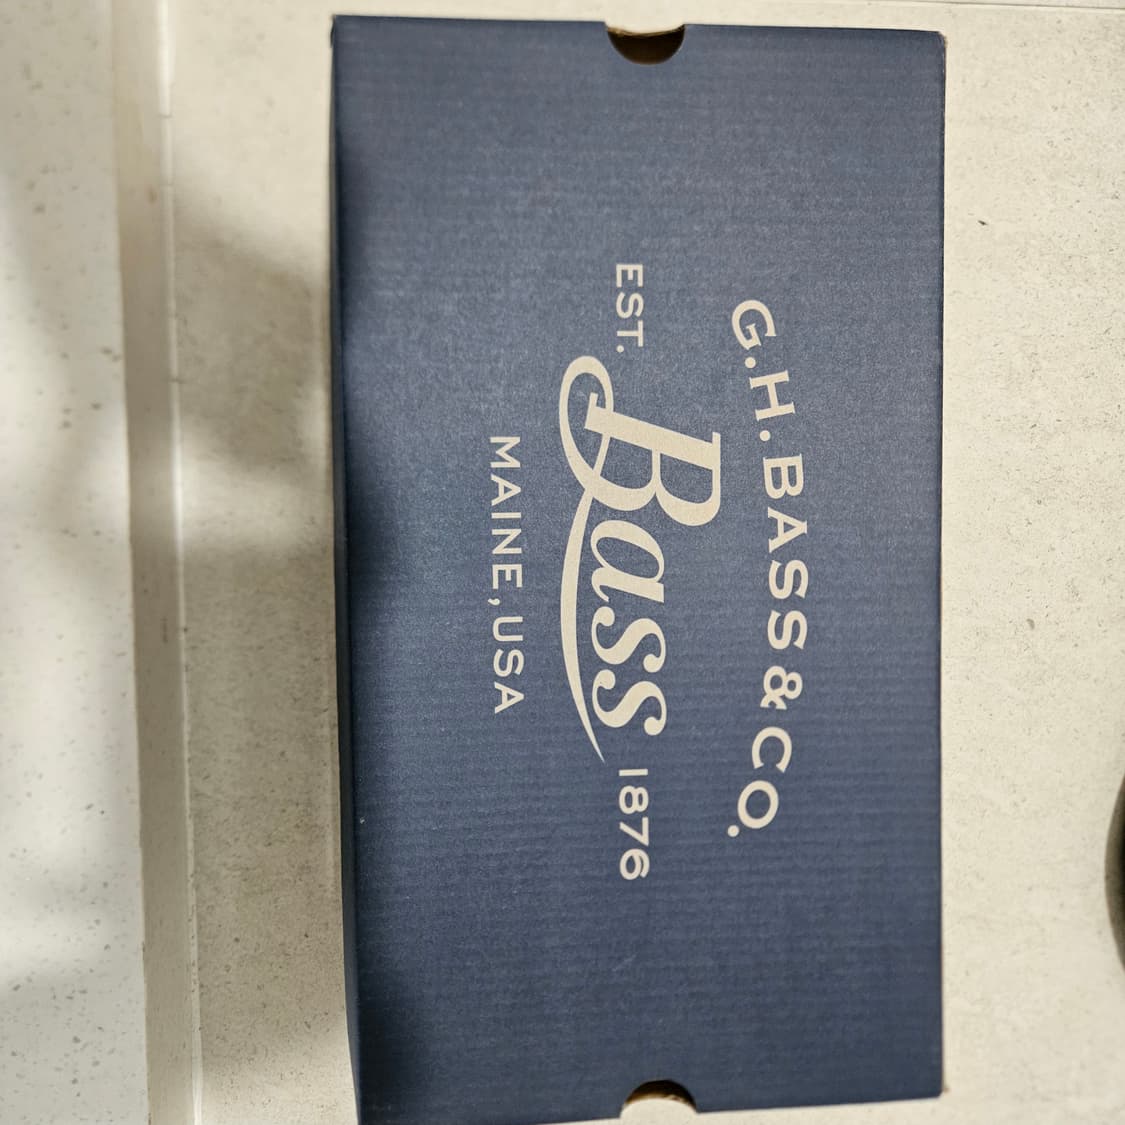 G.H.BASS & CO.
EST. Bass 1876
MAINE, USA